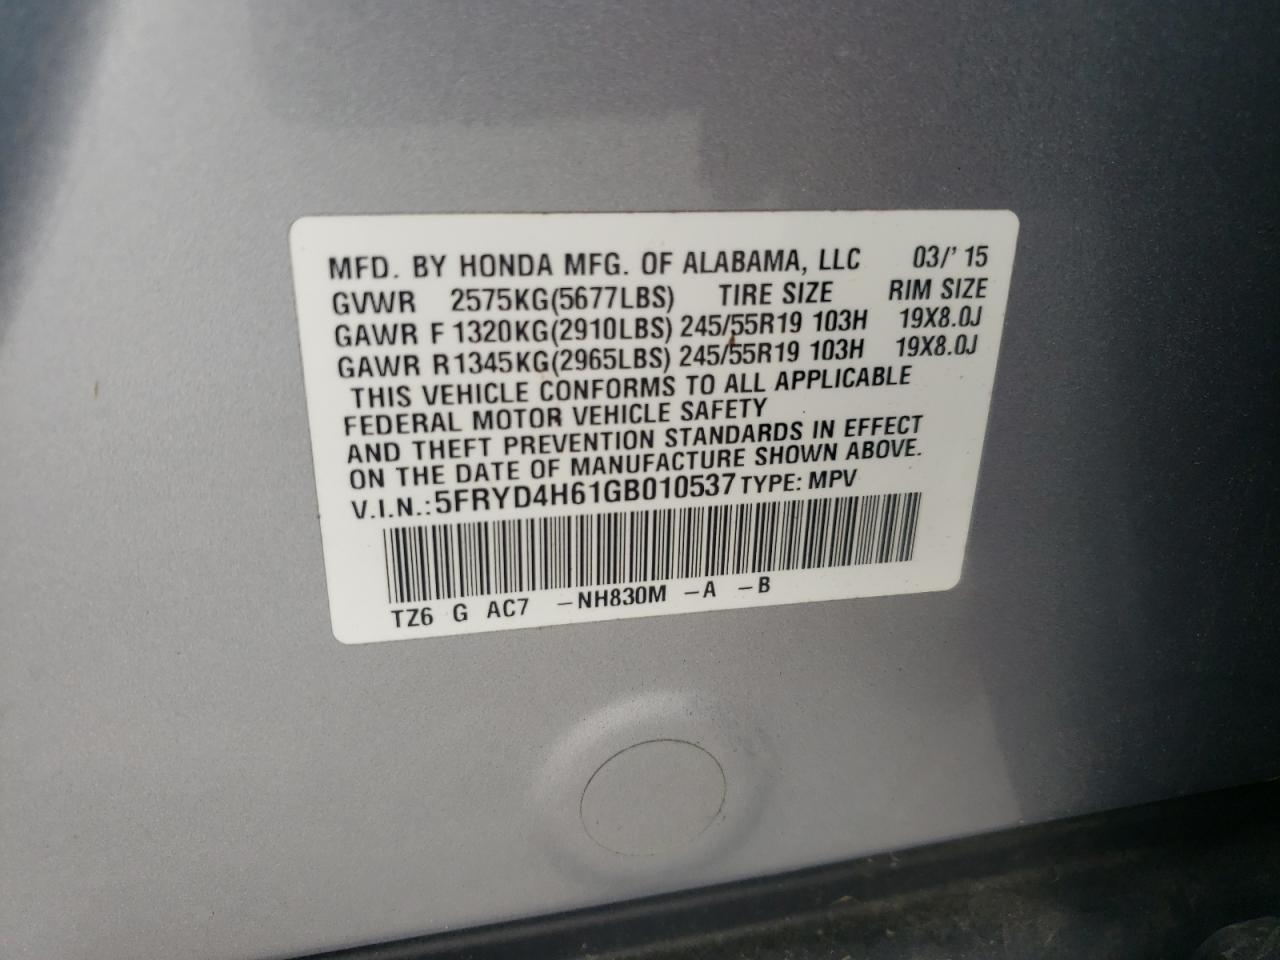 MFD. BY HONDA MFG. OF ALABAMA, LLC 03/' 15
GVWR 2575KG(5677LBS) TIRE SIZE RIM SIZE
GAWR F 1320KG(2910LBS) 245/55R19 103H 19X8.0J
GAWR R 1345KG(2965LBS) 245/55R19 103H 19X8.0J
THIS VEHICLE CONFORMS TO ALL APPLICABLE
FEDERAL MOTOR VEHICLE SAFETY
AND THEFT PREVENTION STANDARDS IN EFFECT
ON THE DATE OF MANUFACTURE SHOWN ABOVE.
V.I.N.: 5FRYD4H61GB010537 TYPE: MPV
TZ6 G AC7 –NH830M –A –B